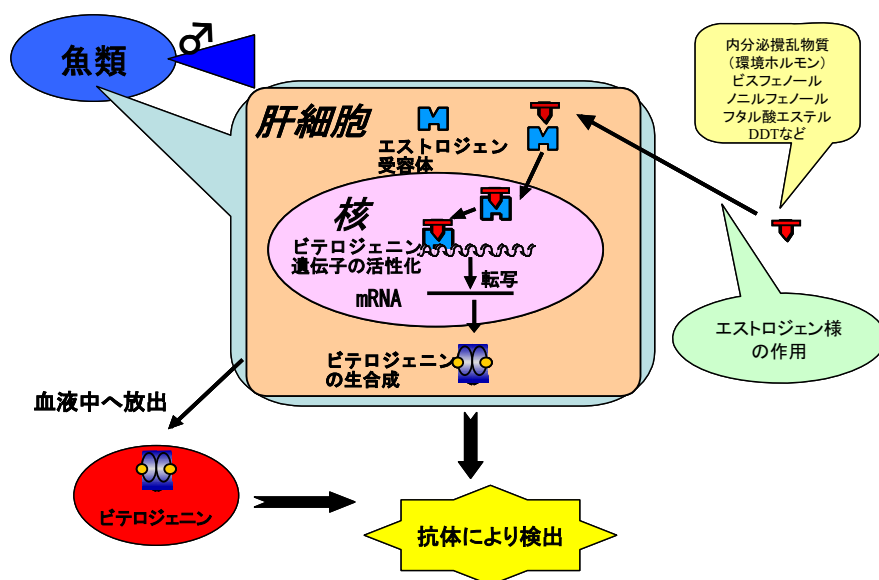 魚類
♂
内分泌攪乱物質
(環境ホルモン)
ビスフェノール
ノニルフェノール
フタル酸エステル
DDTなど
肝細胞
エストロジェン
受容体
核
ビテロジェニン
遺伝子の活性化
転写
mRNA
エストロジェン様
の作用
ビテロジェニン
の生合成
血液中へ放出
ビテロジェニン
抗体により検出